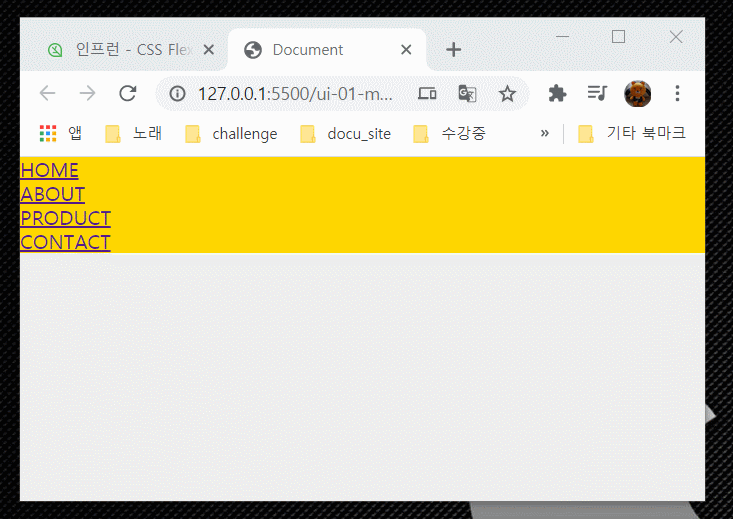 인프런 - CSS Flex
Document
127.0.0.1:5500/ui-01-m...
앱
노래
challenge
docu_site
수강중
»
기타 북마크
HOME
ABOUT
PRODUCT
CONTACT